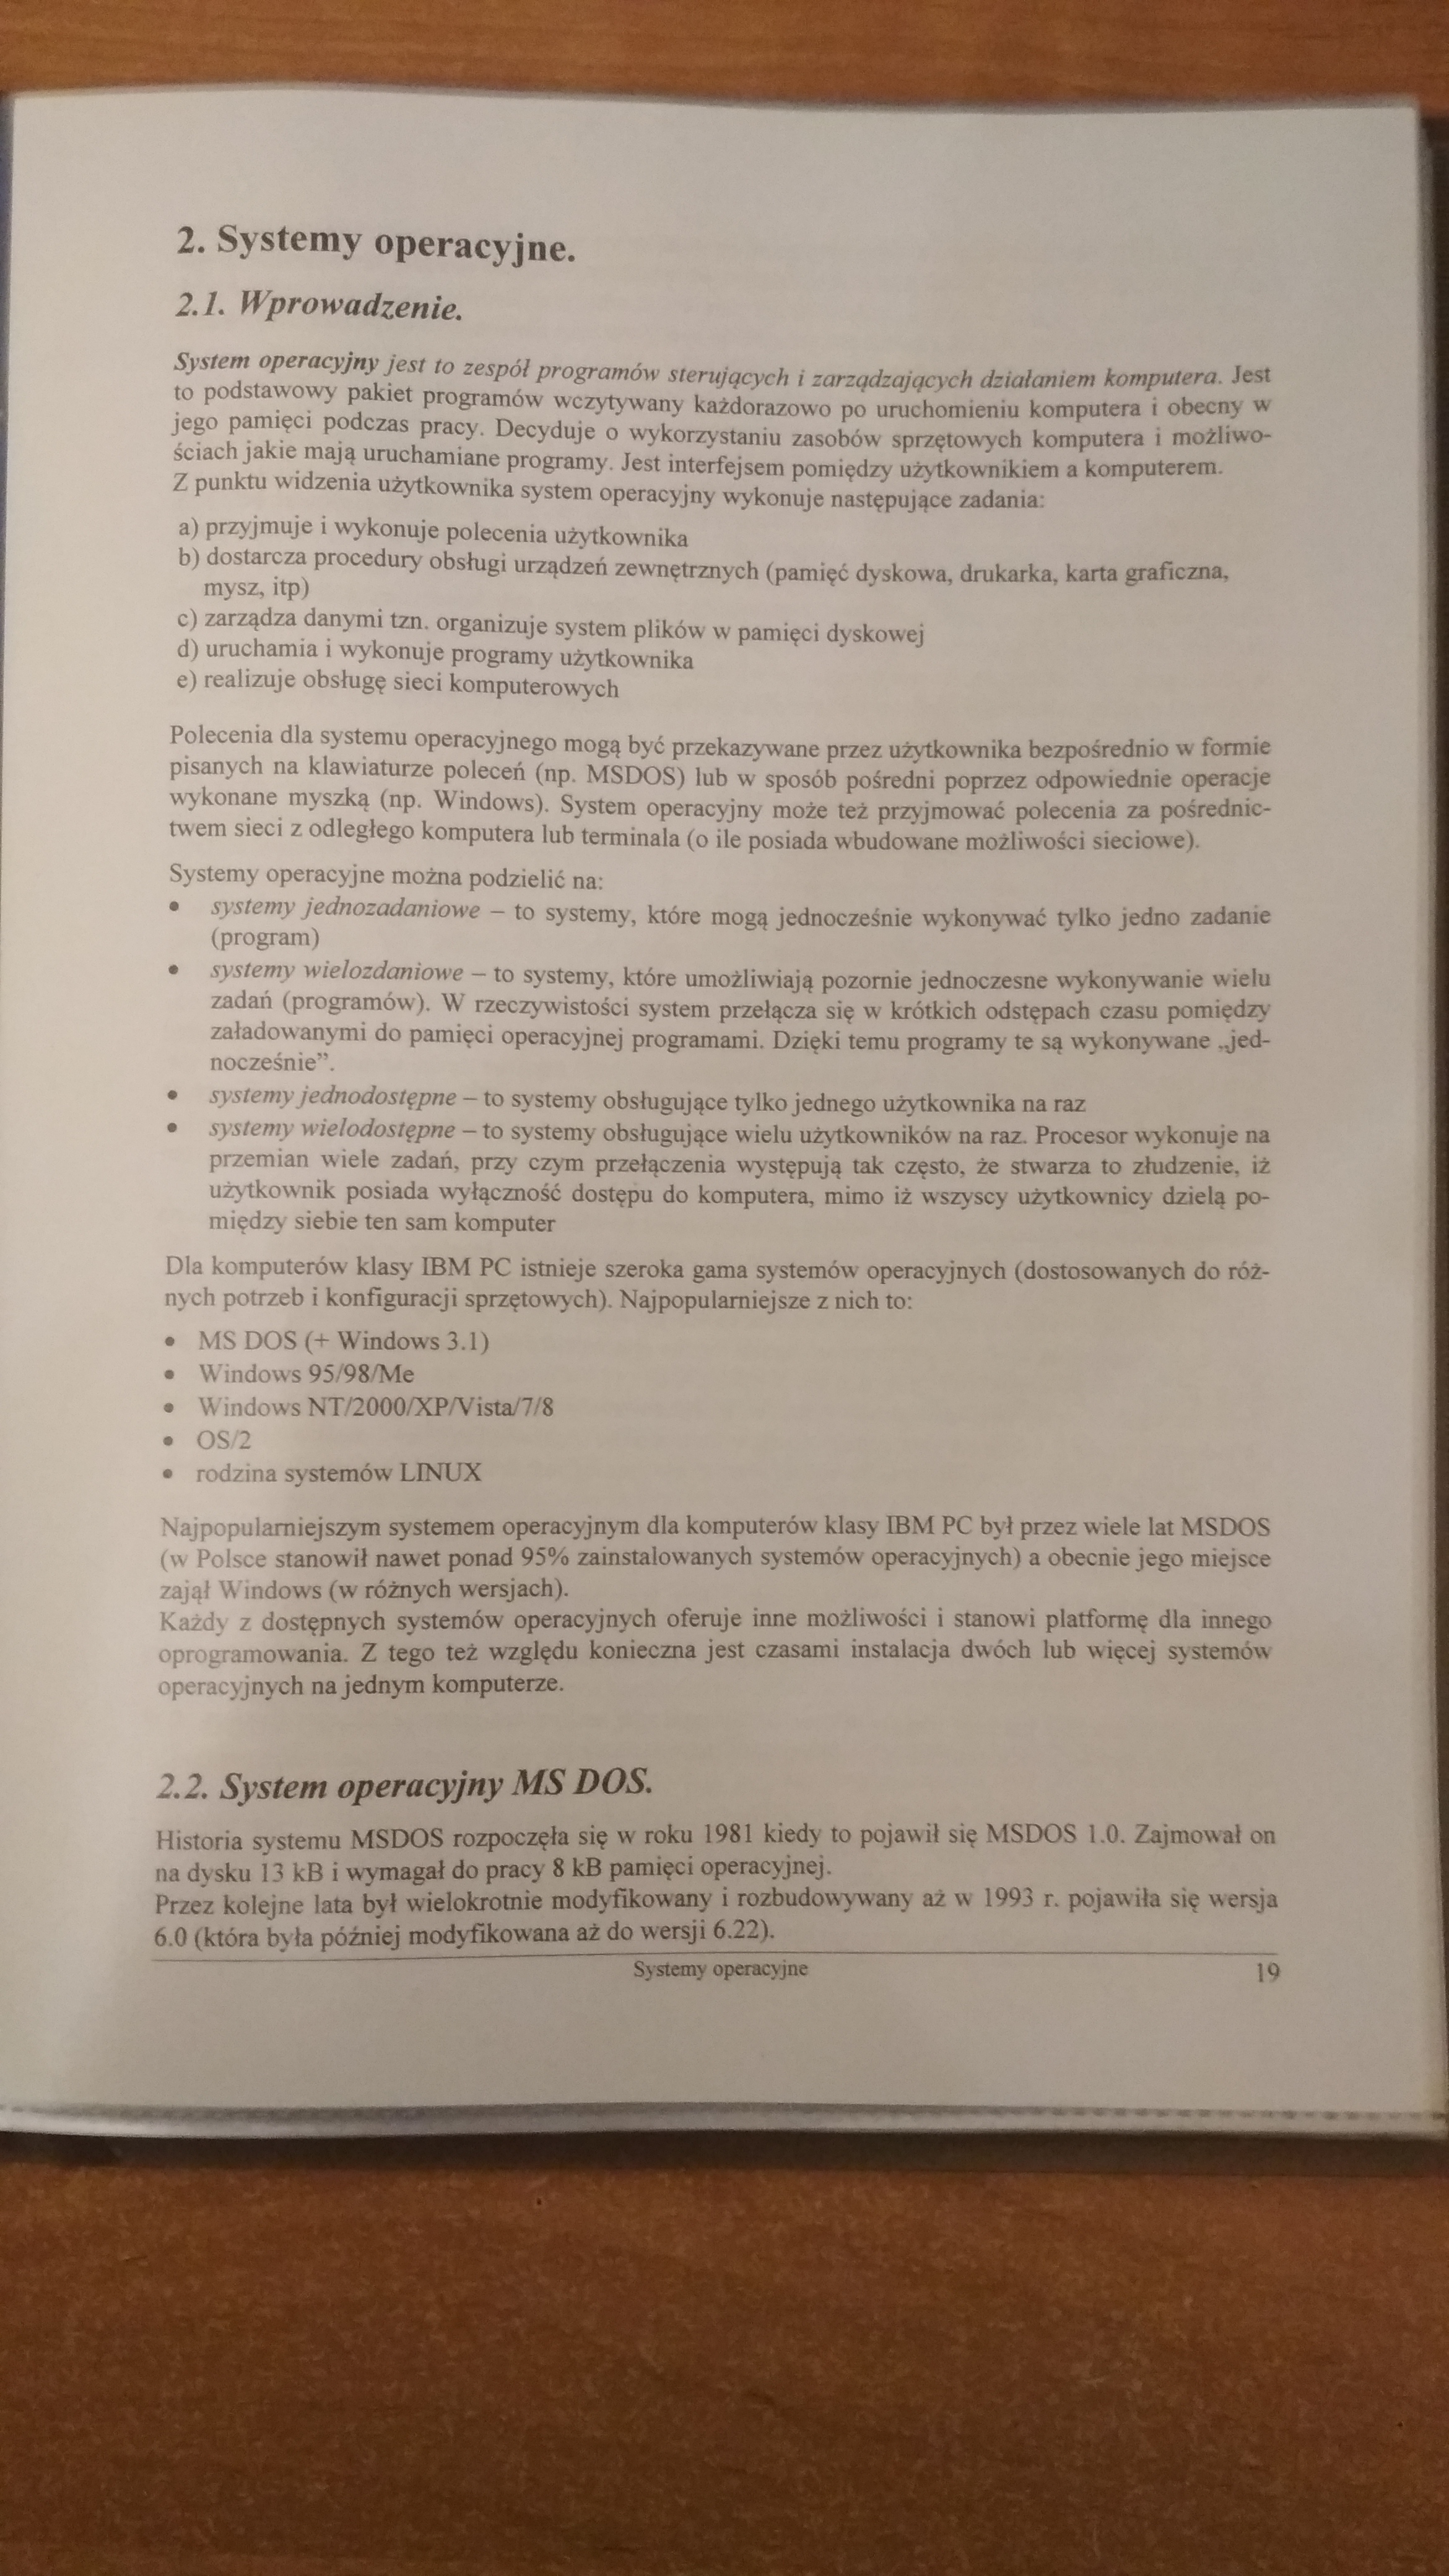 2. Systemy operacyjne.
2.1. Wprowadzenie.
System operacyjny jest to zespół programów sterujących i zarządzających działaniem komputera. Jest
to podstawowy pakiet programów wczytywany każdorazowo po uruchomieniu komputera i obecny w
jego pamięci podczas pracy. Decyduje o wykorzystaniu zasobów sprzętowych komputera i możliwo-
ściach jakie mają uruchamiane programy. Jest interfejsem pomiędzy użytkownikiem a komputerem.
Z punktu widzenia użytkownika system operacyjny wykonuje następujące zadania:
a) przyjmuje i wykonuje polecenia użytkownika
b) dostarcza procedury obsługi urządzeń zewnętrznych (pamięć dyskowa, drukarka, karta graficzna,
mysz, itp)
c) zarządza danymi tzn. organizuje system plików w pamięci dyskowej
d) uruchamia i wykonuje programy użytkownika
e) realizuje obsługę sieci komputerowych
Polecenia dla systemu operacyjnego mogą być przekazywane przez użytkownika bezpośrednio w formie
pisanych na klawiaturze poleceń (np. MSDOS) lub w sposób pośredni poprzez odpowiednie operacje
wykonane myszką (np. Windows). System operacyjny może też przyjmować polecenia za pośrednic-
twem sieci z odległego komputera lub terminala (o ile posiada wbudowane możliwości sieciowe).
Systemy operacyjne można podzielić na:
• systemy jednozadaniowe – to systemy, które mogą jednocześnie wykonywać tylko jedno zadanie
(program)
• systemy wielozdaniowe – to systemy, które umożliwiają pozornie jednoczesne wykonywanie wielu
zadań (programów). W rzeczywistości system przełącza się w krótkich odstępach czasu pomiędzy
załadowanymi do pamięci operacyjnej programami. Dzięki temu programy te są wykonywane „jed-
nocześnie”.
• systemy jednodostępne – to systemy obsługujące tylko jednego użytkownika na raz
• systemy wielodostępne – to systemy obsługujące wielu użytkowników na raz. Procesor wykonuje na
przemian wiele zadań, przy czym przełączenia występują tak często, że stwarza to złudzenie, iż
użytkownik posiada wyłączność dostępu do komputera, mimo iż wszyscy użytkownicy dzielą po-
między siebie ten sam komputer
Dla komputerów klasy IBM PC istnieje szeroka gama systemów operacyjnych (dostosowanych do róż-
nych potrzeb i konfiguracji sprzętowych). Najpopularniejsze z nich to:
• MS DOS (+ Windows 3.1)
• Windows 95/98/Me
• Windows NT/2000/XP/Vista/7/8
• OS/2
• rodzina systemów LINUX
Najpopularniejszym systemem operacyjnym dla komputerów klasy IBM PC był przez wiele lat MSDOS
(w Polsce stanowił nawet ponad 95% zainstalowanych systemów operacyjnych) a obecnie jego miejsce
zajął Windows (w różnych wersjach).
Każdy z dostępnych systemów operacyjnych oferuje inne możliwości i stanowi platformę dla innego
oprogramowania. Z tego też względu konieczna jest czasami instalacja dwóch lub więcej systemów
operacyjnych na jednym komputerze.
2.2. System operacyjny MS DOS.
Historia systemu MSDOS rozpoczęła się w roku 1981 kiedy to pojawił się MSDOS 1.0. Zajmował on
na dysku 13 kB i wymagał do pracy 8 kB pamięci operacyjnej.
Przez kolejne lata był wielokrotnie modyfikowany i rozbudowywany aż w 1993 r. pojawiła się wersja
6.0 (która była później modyfikowana aż do wersji 6.22).
Systemy operacyjne 19